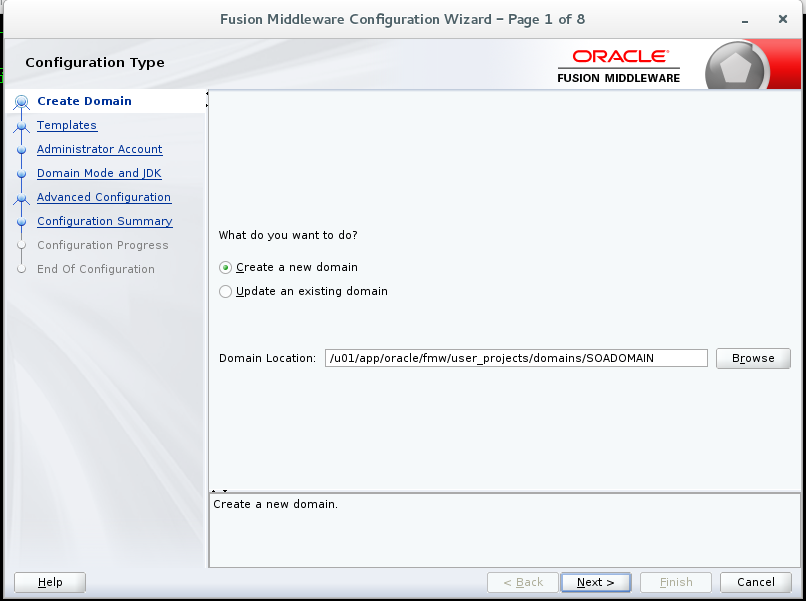 Fusion Middleware Configuration Wizard – Page 1 of 8
Configuration Type
ORACLE
FUSION MIDDLEWARE
Create Domain
Templates
Administrator Account
Domain Mode and JDK
Advanced Configuration
Configuration Summary
Configuration Progress
End Of Configuration
What do you want to do?
Create a new domain
Update an existing domain
Domain Location: /u01/app/oracle/fmw/user_projects/domains/SOADOMAIN Browse
Create a new domain.
Help < Back Next > Finish Cancel